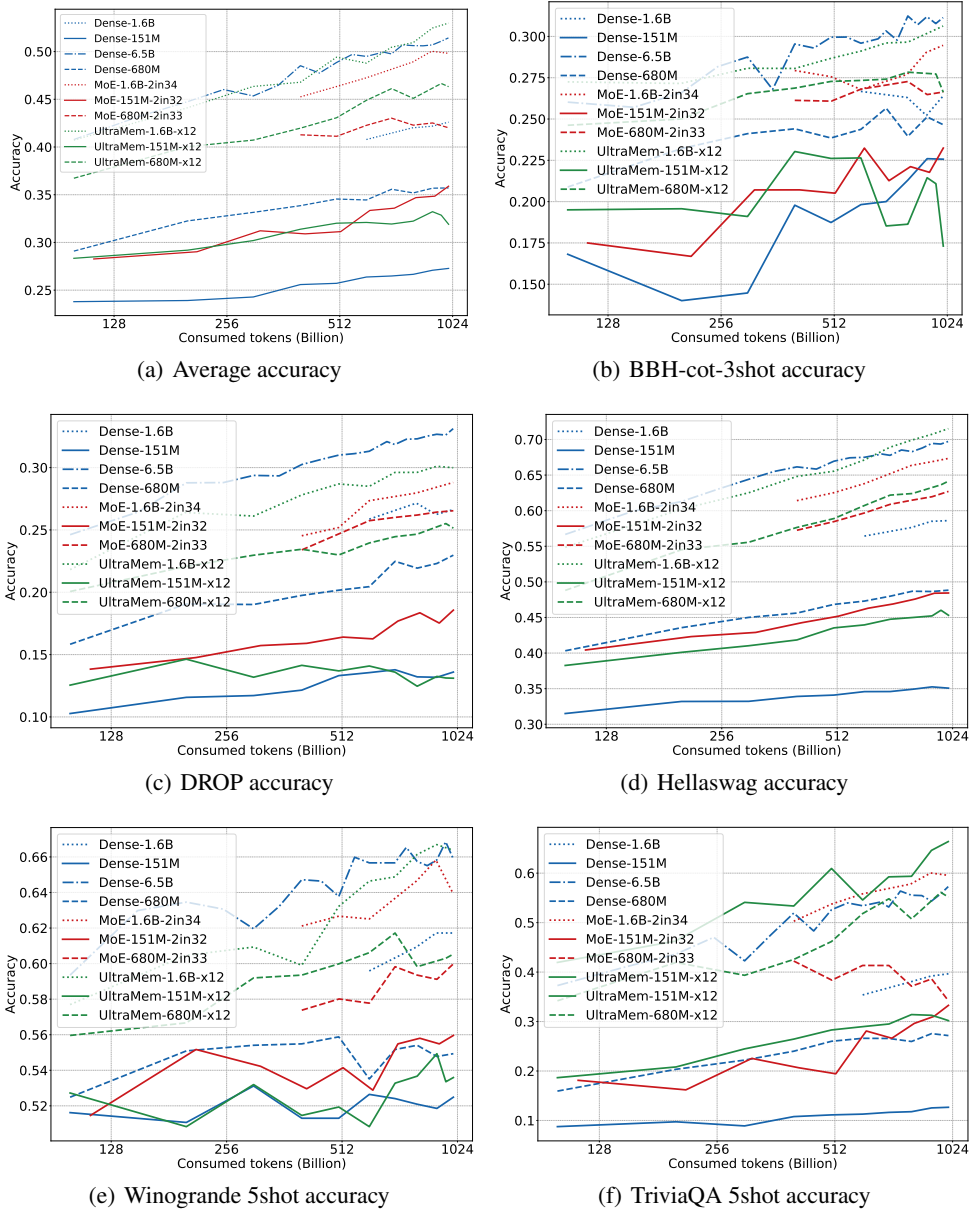 0.50
0.45
0.40
0.35
0.30
0.25
Accuracy
Dense-1.6B
Dense-151M
Dense-6.5B
Dense-680M
MoE-1.6B-2in34
MoE-151M-2in32
MoE-680M-2in33
UltraMem-1.6B-x12
UltraMem-151M-x12
UltraMem-680M-x12
128 256 512 1024
Consumed tokens (Billion)
(a) Average accuracy
0.300
0.275
0.250
0.225
0.200
0.175
0.150
Accuracy
Dense-1.6B
Dense-151M
Dense-6.5B
Dense-680M
MoE-1.6B-2in34
MoE-151M-2in32
MoE-680M-2in33
UltraMem-1.6B-x12
UltraMem-151M-x12
UltraMem-680M-x12
128 256 512 1024
Consumed tokens (Billion)
(b) BBH-cot-3shot accuracy
0.30
0.25
0.20
0.15
0.10
Accuracy
Dense-1.6B
Dense-151M
Dense-6.5B
Dense-680M
MoE-1.6B-2in34
MoE-151M-2in32
MoE-680M-2in33
UltraMem-1.6B-x12
UltraMem-151M-x12
UltraMem-680M-x12
128 256 512 1024
Consumed tokens (Billion)
(c) DROP accuracy
0.70
0.65
0.60
0.55
0.50
0.45
0.40
0.35
0.30
Accuracy
Dense-1.6B
Dense-151M
Dense-6.5B
Dense-680M
MoE-1.6B-2in34
MoE-151M-2in32
MoE-680M-2in33
UltraMem-1.6B-x12
UltraMem-151M-x12
UltraMem-680M-x12
128 256 512 1024
Consumed tokens (Billion)
(d) Hellaswag accuracy
0.66
0.64
0.62
0.60
0.58
0.56
0.54
0.52
Accuracy
Dense-1.6B
Dense-151M
Dense-6.5B
Dense-680M
MoE-1.6B-2in34
MoE-151M-2in32
MoE-680M-2in33
UltraMem-1.6B-x12
UltraMem-151M-x12
UltraMem-680M-x12
128 256 512 1024
Consumed tokens (Billion)
(e) Winogrande 5shot accuracy
0.6
0.5
0.4
0.3
0.2
0.1
Accuracy
Dense-1.6B
Dense-151M
Dense-6.5B
Dense-680M
MoE-1.6B-2in34
MoE-151M-2in32
MoE-680M-2in33
UltraMem-151M-x12
UltraMem-151M-x12
UltraMem-680M-x12
128 256 512 1024
Consumed tokens (Billion)
(f) TriviaQA 5shot accuracy